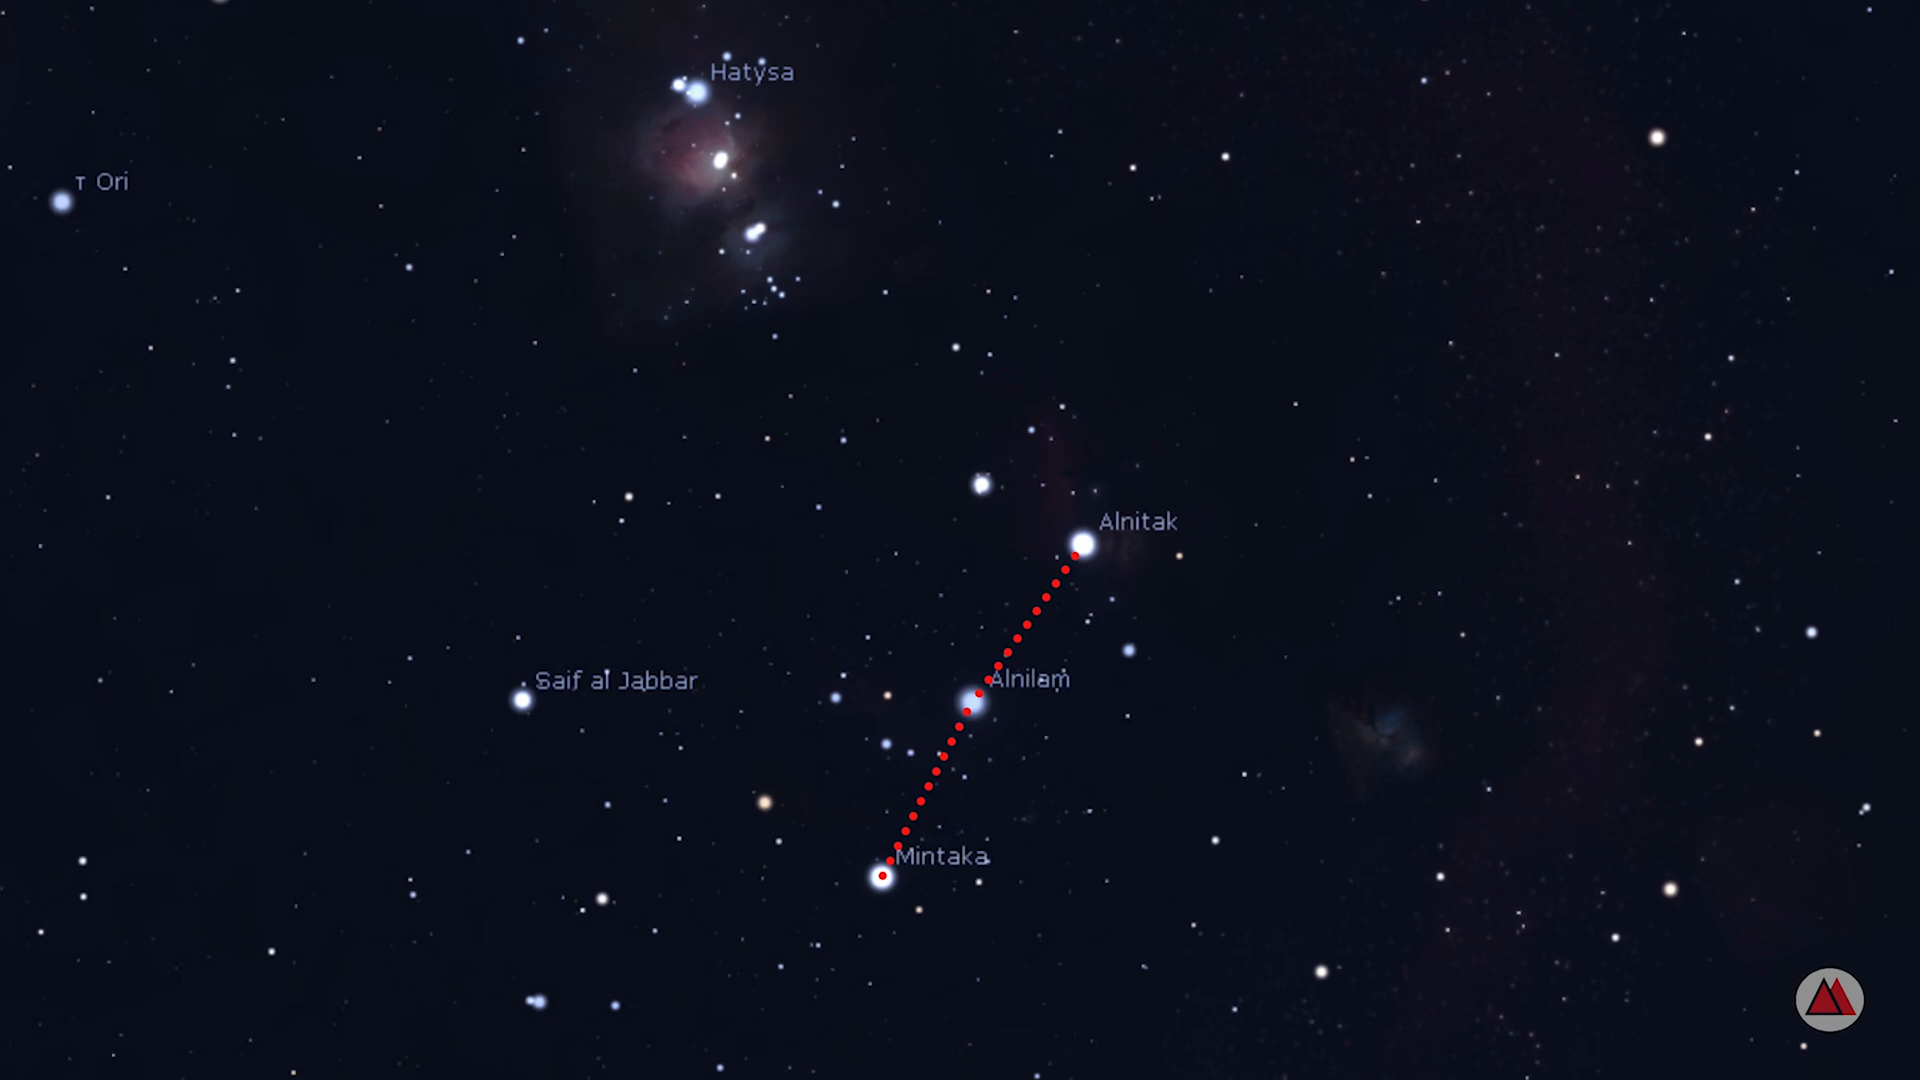 Hatysa
τ Ori
Alnitak
Alnilam
Saif al Jabbar
Mintaka